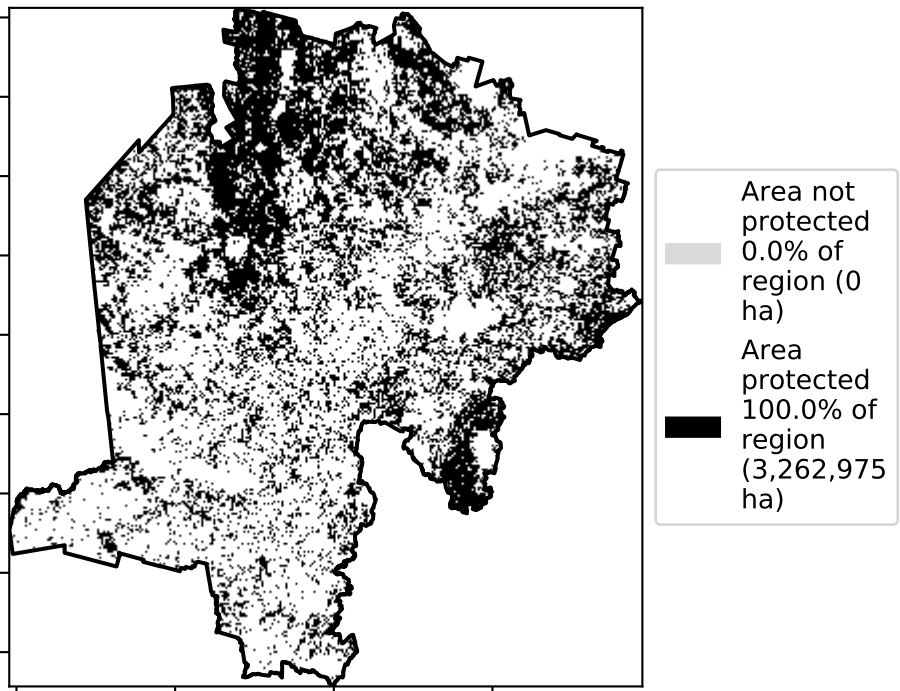 Area not
protected
0.0% of
region (0
ha)
Area
protected
100.0% of
region
(3,262,975
ha)